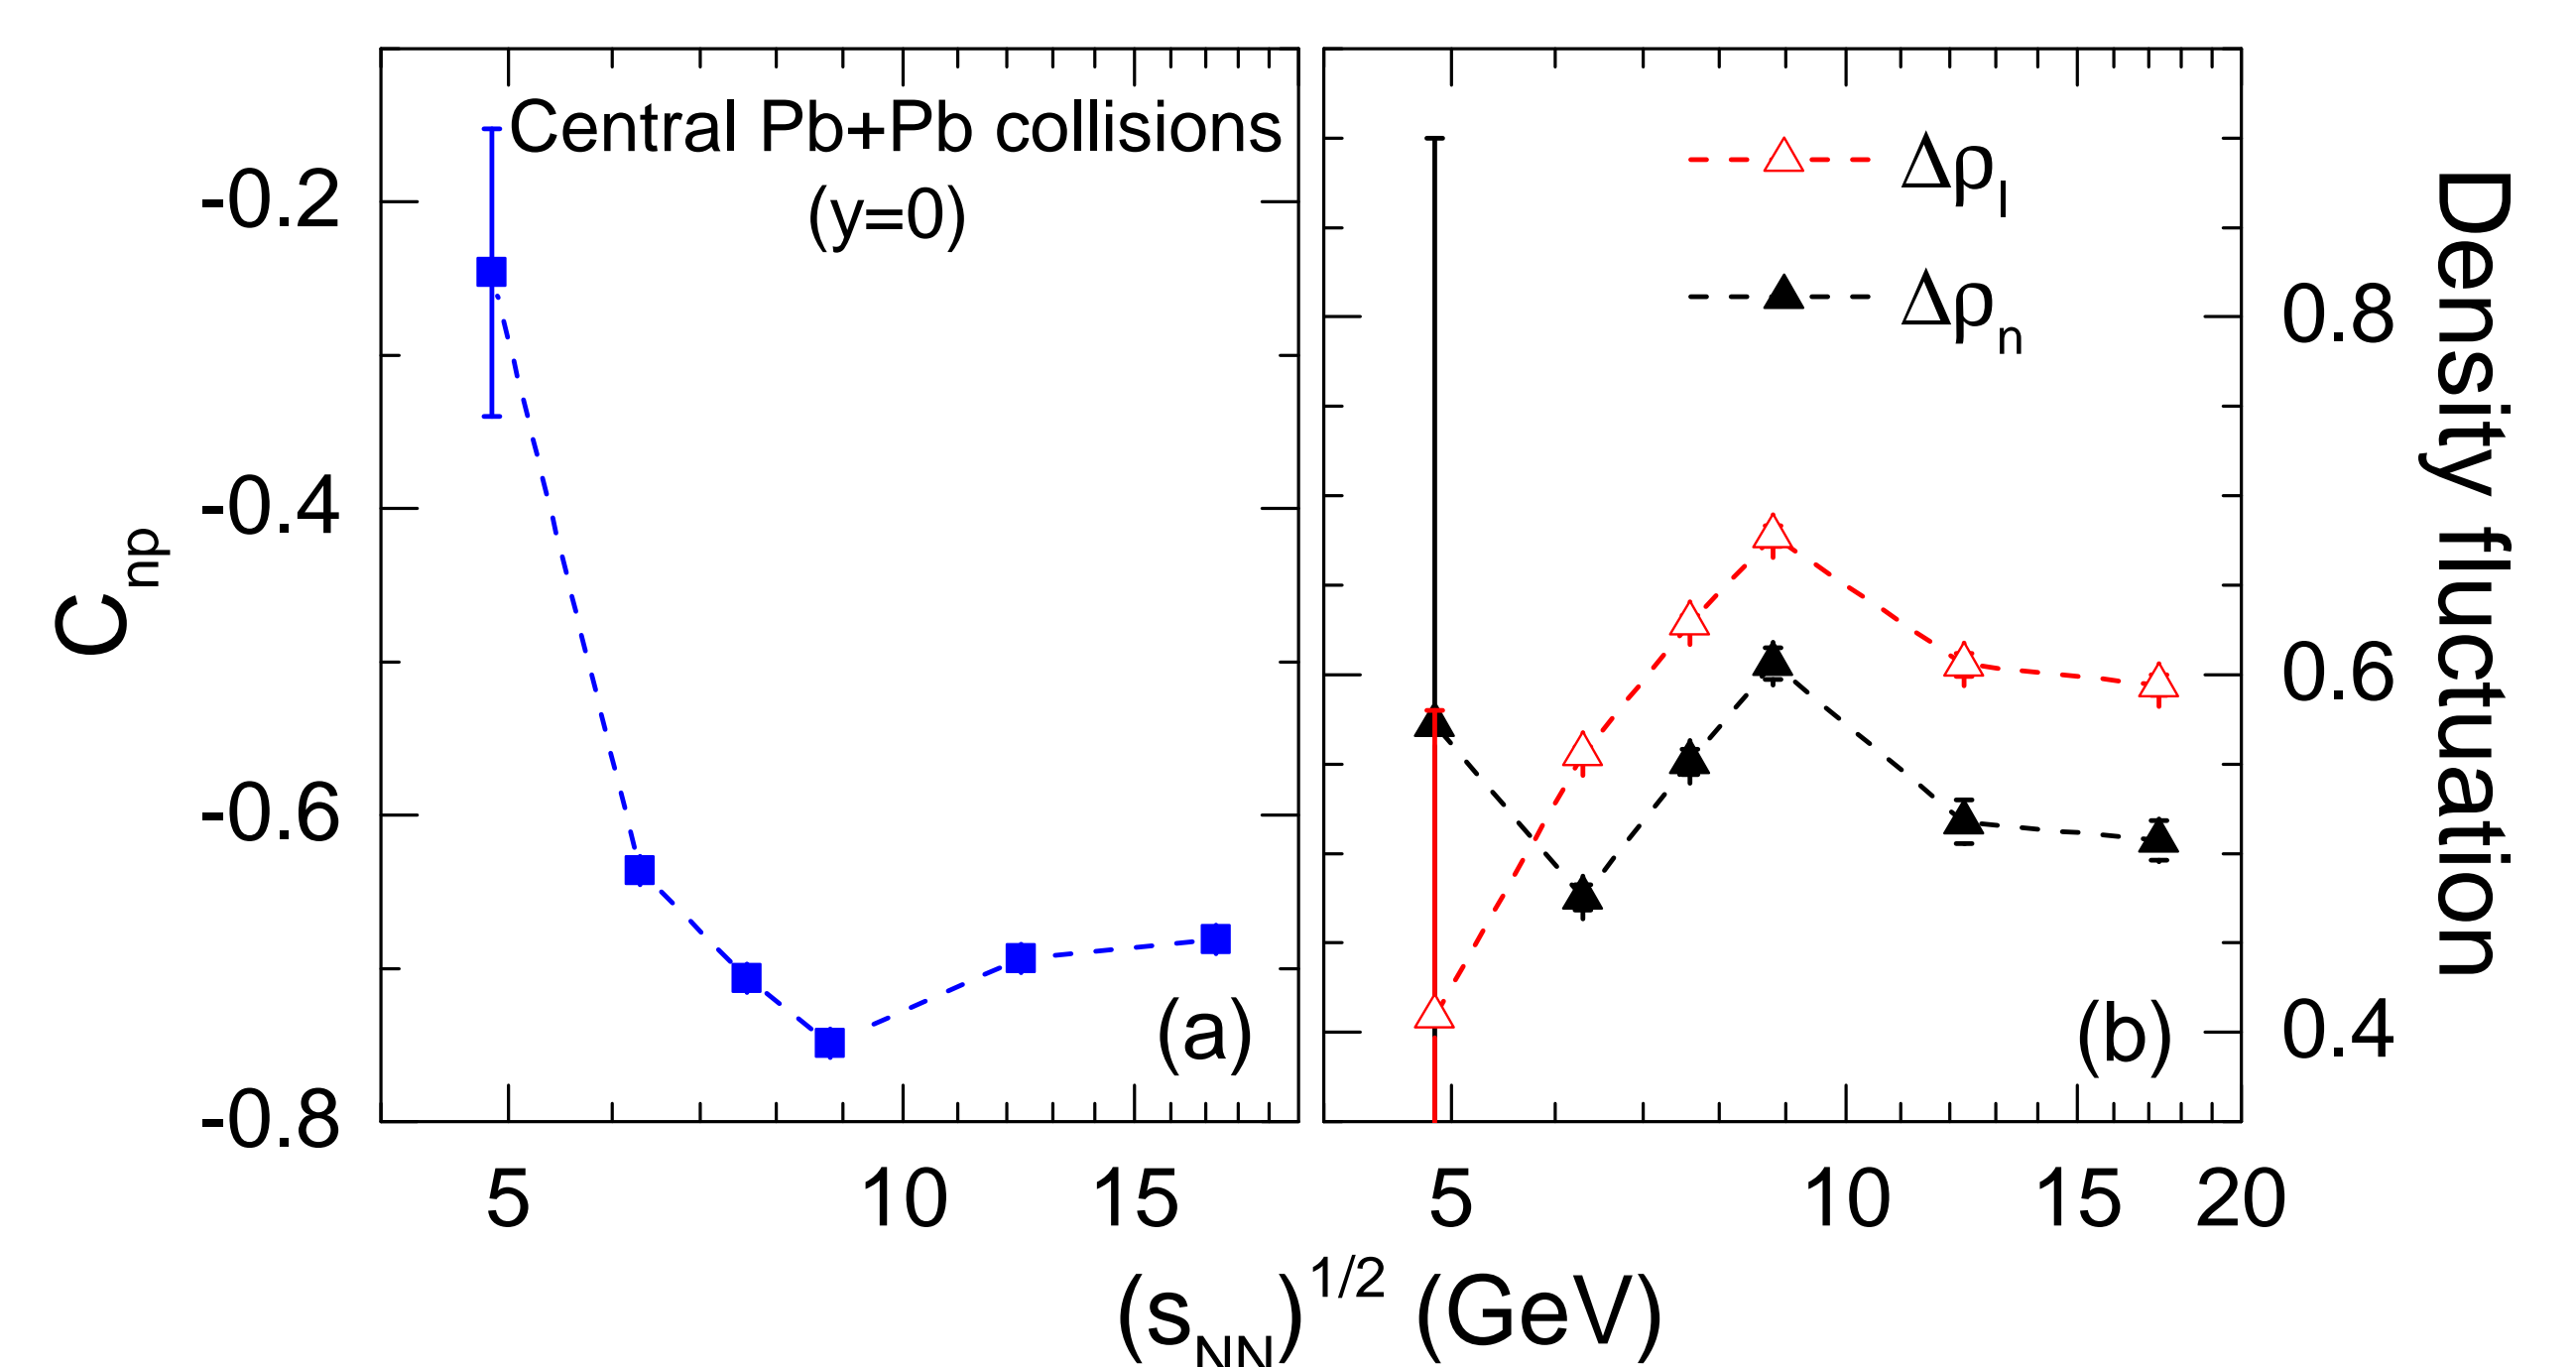 Central Pb+Pb collisions
(y=0)
-0.2
-0.4
-0.6
-0.8
C_np
(a)
5
10
15
Δρ_l
Δρ_n
0.8
0.6
0.4
Density fluctuation
(b)
5
10
15
20
(s_NN)^1/2 (GeV)